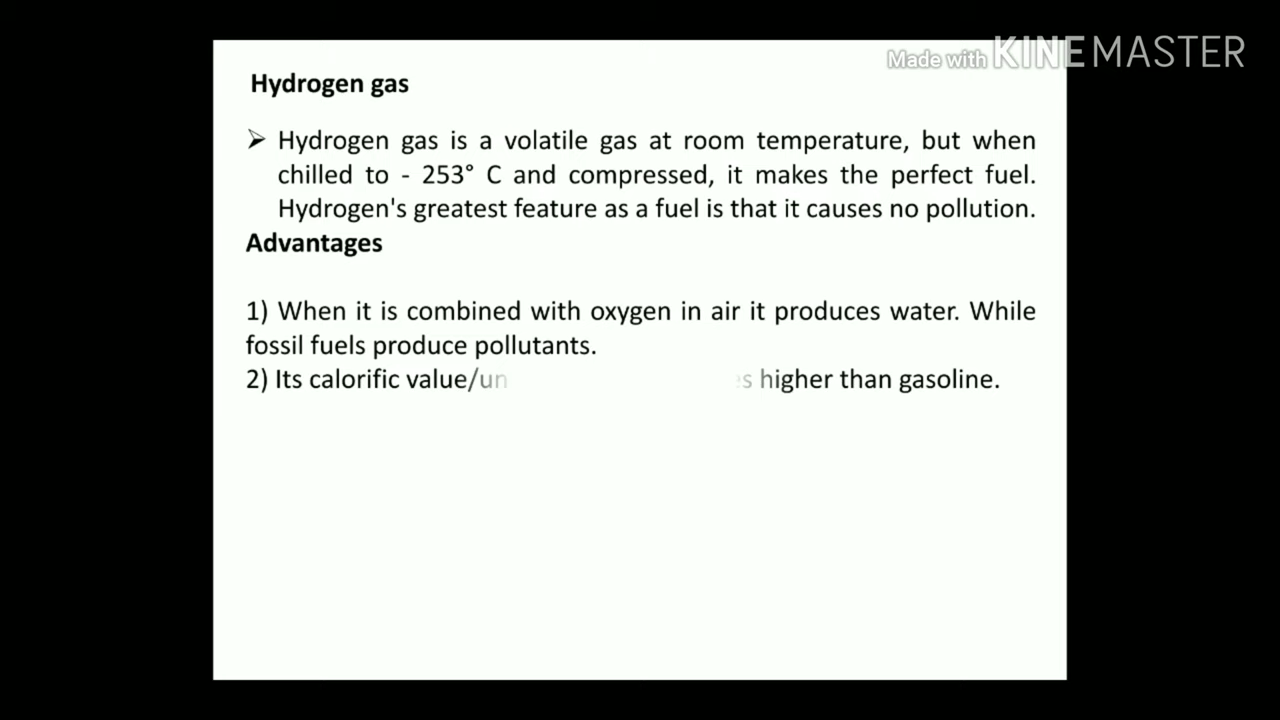 Made with KINEMASTER
Hydrogen gas
➢ Hydrogen gas is a volatile gas at room temperature, but when
chilled to - 253° C and compressed, it makes the perfect fuel.
Hydrogen's greatest feature as a fuel is that it causes no pollution.
Advantages
1) When it is combined with oxygen in air it produces water. While
fossil fuels produce pollutants.
2) Its calorific value/un higher than gasoline.